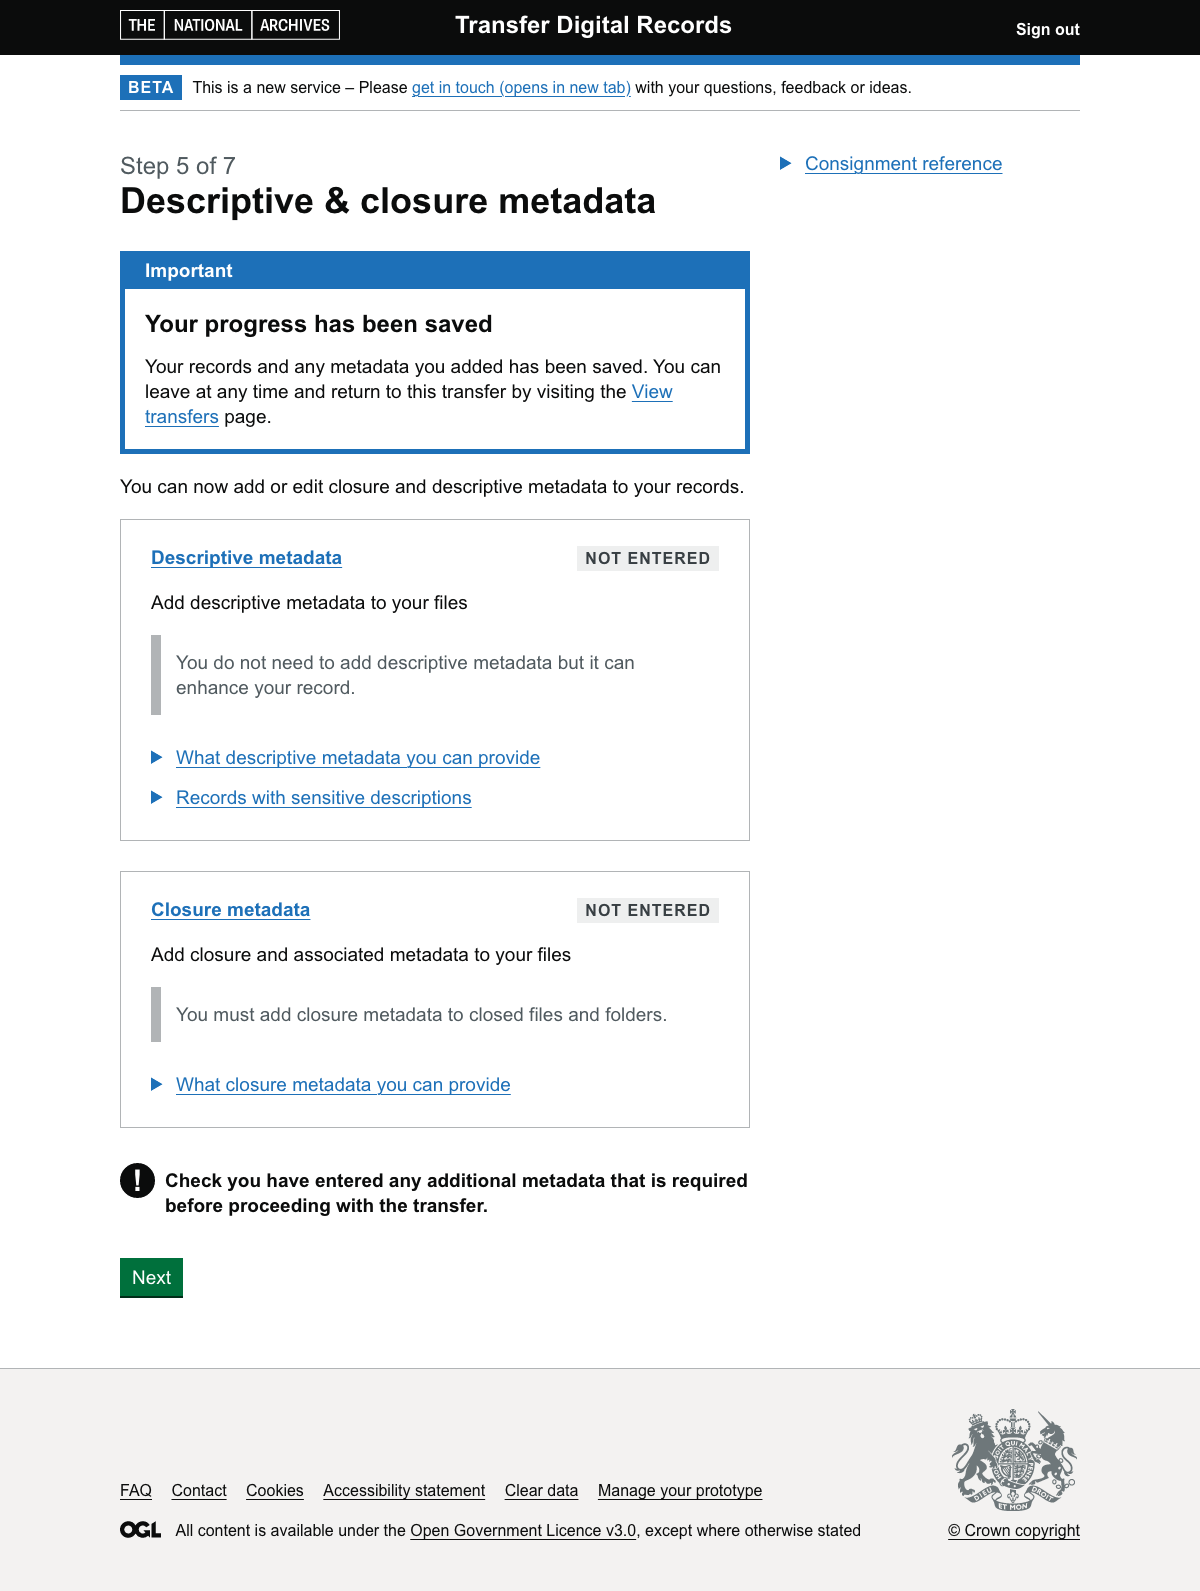 THE NATIONAL ARCHIVES
Transfer Digital Records
Sign out
BETA This is a new service – Please get in touch (opens in new tab) with your questions, feedback or ideas.
Step 5 of 7
Descriptive & closure metadata
Consignment reference
Important
Your progress has been saved
Your records and any metadata you added has been saved. You can
leave at any time and return to this transfer by visiting the View
transfers page.
You can now add or edit closure and descriptive metadata to your records.
Descriptive metadata
NOT ENTERED
Add descriptive metadata to your files
You do not need to add descriptive metadata but it can
enhance your record.
What descriptive metadata you can provide
Records with sensitive descriptions
Closure metadata
NOT ENTERED
Add closure and associated metadata to your files
You must add closure metadata to closed files and folders.
What closure metadata you can provide
! Check you have entered any additional metadata that is required
before proceeding with the transfer.
Next
FAQ Contact Cookies Accessibility statement Clear data Manage your prototype
DIEU ET MON DROIT
OGL All content is available under the Open Government Licence v3.0, except where otherwise stated
© Crown copyright